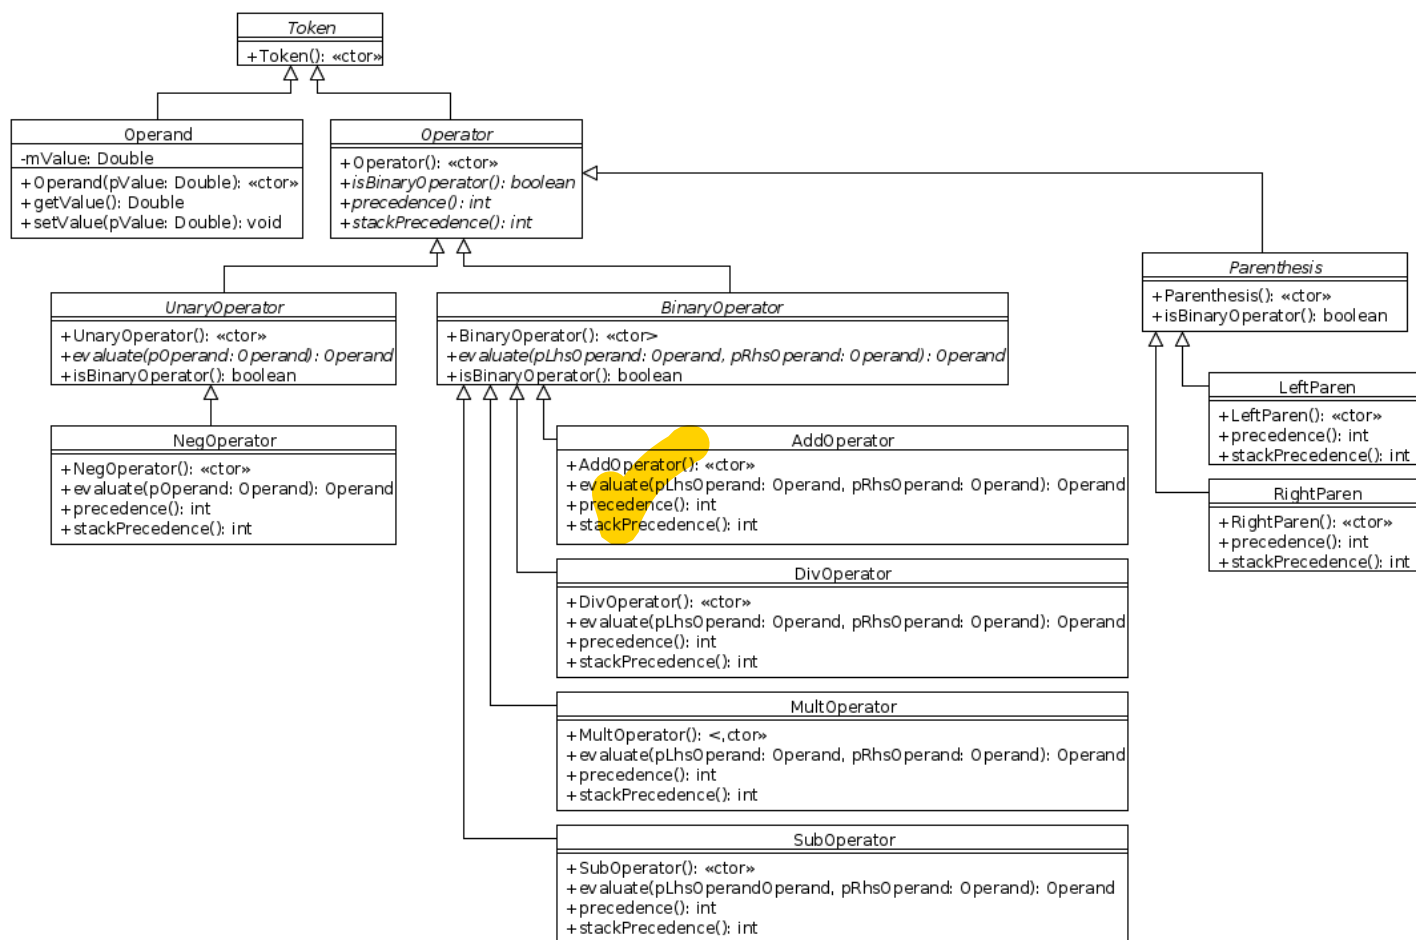 Token
+Token(): «ctor»
Operand
-mValue: Double
+Operand(pValue: Double): «ctor»
+getValue(): Double
+setValue(pValue: Double): void
Operator
+Operator(): «ctor»
+isBinaryOperator(): boolean
+precedence(): int
+stackPrecedence(): int
Parenthesis
+Parenthesis(): «ctor»
+isBinaryOperator(): boolean
UnaryOperator
+UnaryOperator(): «ctor»
+evaluate(pOperand: Operand): Operand
+isBinaryOperator(): boolean
BinaryOperator
+BinaryOperator(): «ctor>
+evaluate(pLhsOperand: Operand, pRhsOperand: Operand): Operand
+isBinaryOperator(): boolean
LeftParen
+LeftParen(): «ctor»
+precedence(): int
+stackPrecedence(): int
NegOperator
+NegOperator(): «ctor»
+evaluate(pOperand: Operand): Operand
+precedence(): int
+stackPrecedence(): int
AddOperator
+AddOperator(): «ctor»
+evaluate(pLhsOperand: Operand, pRhsOperand: Operand): Operand
+precedence(): int
+stackPrecedence(): int
RightParen
+RightParen(): «ctor»
+precedence(): int
+stackPrecedence(): int
DivOperator
+DivOperator(): «ctor»
+evaluate(pLhsOperand: Operand, pRhsOperand: Operand): Operand
+precedence(): int
+stackPrecedence(): int
MultOperator
+MultOperator(): <,ctor»
+evaluate(pLhsOperand: Operand, pRhsOperand: Operand): Operand
+precedence(): int
+stackPrecedence(): int
SubOperator
+SubOperator(): «ctor»
+evaluate(pLhsOperandOperand, pRhsOperand: Operand): Operand
+precedence(): int
+stackPrecedence(): int